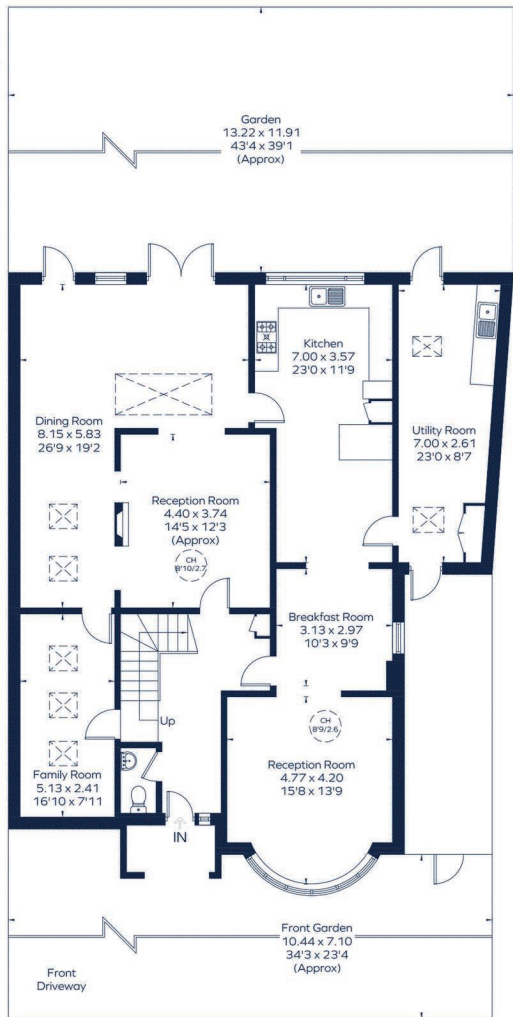 Garden
13.22 x 11.91
43'4 x 39'1
(Approx)
Kitchen
7.00 x 3.57
23'0 x 11'9
Dining Room
8.15 x 5.83
26'9 x 19'2
Utility Room
7.00 x 2.61
23'0 x 8'7
Reception Room
4.40 x 3.74
14'5 x 12'3
(Approx)
CH
8'10/2.7
Breakfast Room
3.13 x 2.97
10'3 x 9'9
Up
CH
8'9/2.6
Family Room
5.13 x 2.41
16'10 x 7'11
Reception Room
4.77 x 4.20
15'8 x 13'9
IN
Front Garden
10.44 x 7.10
34'3 x 23'4
(Approx)
Front
Driveway